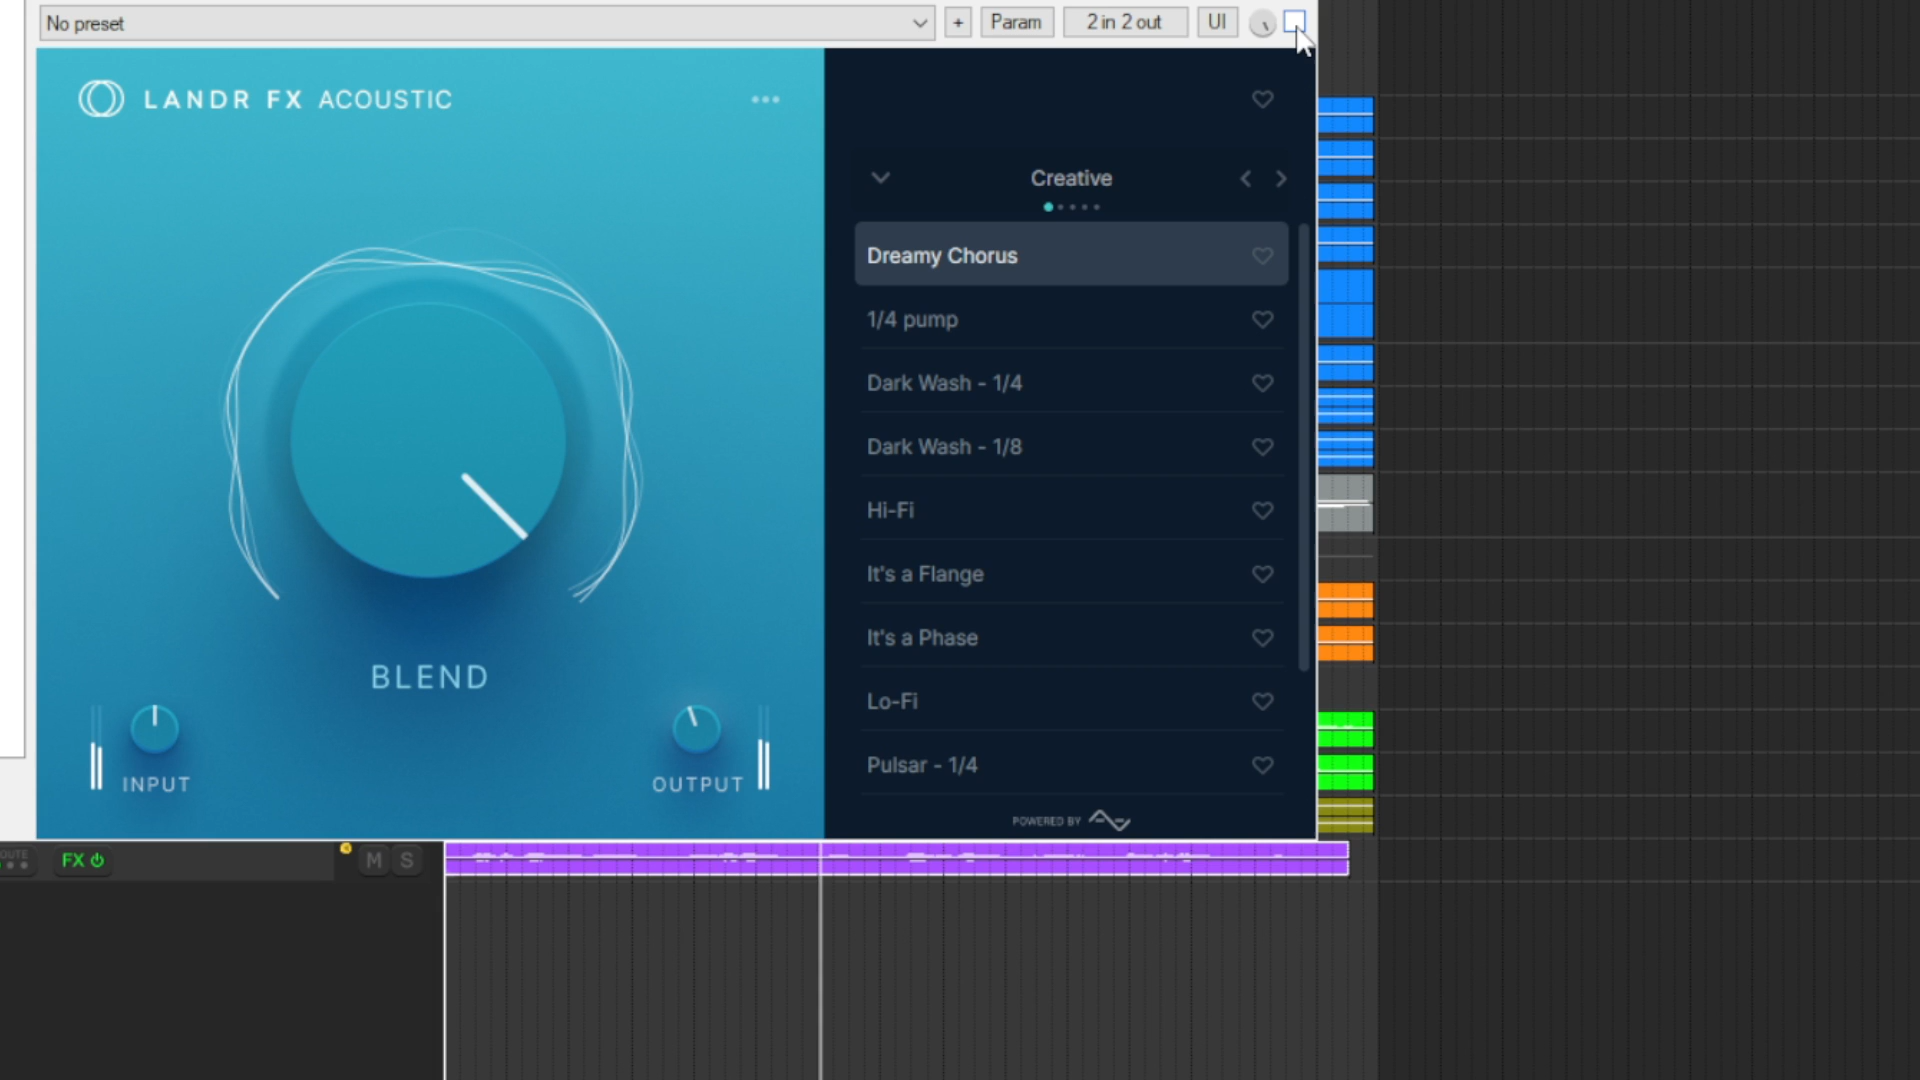 No preset
+
Param
2 in 2 out
UI
LANDR FX ACOUSTIC
Creative
Dreamy Chorus
1/4 pump
Dark Wash - 1/4
Dark Wash - 1/8
Hi-Fi
It's a Flange
It's a Phase
Lo-Fi
Pulsar - 1/4
BLEND
INPUT
OUTPUT
POWERED BY
FX
M
S